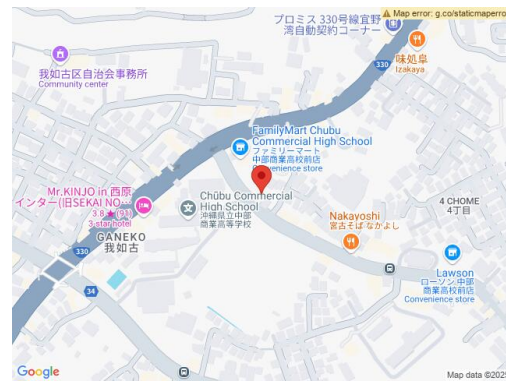 プロミス 330号線宜野
湾自動契約コーナー
⚠ Map error: g.co/staticmaperro
味処阜
Izakaya
330
我如古区自治会事務所
Community center
FamilyMart Chubu
Commercial High School
ファミリーマート
中部商業高校前店
Convenience store
Mr.KINJO in 西原
インター(旧SEKAI NO...
3.8★(91)
3-star hotel
Chūbu Commercial
High School
沖縄県立中部
商業高等学校
4 CHOME
4丁目
GANEKO
我如古
Nakayoshi
宮古そば なかよし
330
34
Lawson
ローソン 中部
商業高校前店
Convenience store
Google
Map data ©2025